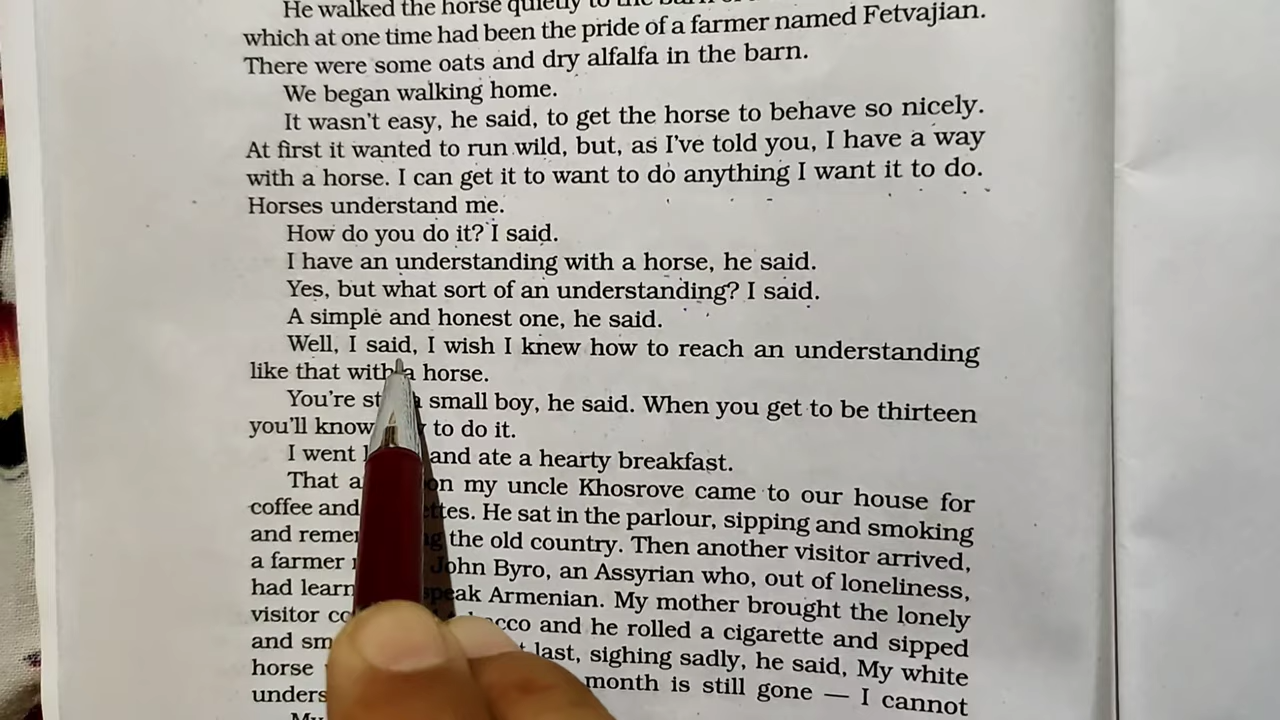 He walked the horse quietly to the barn
which at one time had been the pride of a farmer named Fetvajian.
There were some oats and dry alfalfa in the barn.
We began walking home.
It wasn't easy, he said, to get the horse to behave so nicely.
At first it wanted to run wild, but, as I've told you, I have a way
with a horse. I can get it to want to do anything I want it to do.
Horses understand me.
How do you do it? I said.
I have an understanding with a horse, he said.
Yes, but what sort of an understanding? I said.
A simple and honest one, he said.
Well, I said, I wish I knew how to reach an understanding
like that with a horse.
You're a small boy, he said. When you get to be thirteen
you'll know to do it.
I went and ate a hearty breakfast.
That my uncle Khosrove came to our house for
coffee and He sat in the parlour, sipping and smoking
and the old country. Then another visitor arrived,
a farmer John Byro, an Assyrian who, out of loneliness,
had speak Armenian. My mother brought the lonely
visitor and he rolled a cigarette and sipped
and last, sighing sadly, he said, My white
horse month is still gone — I cannot